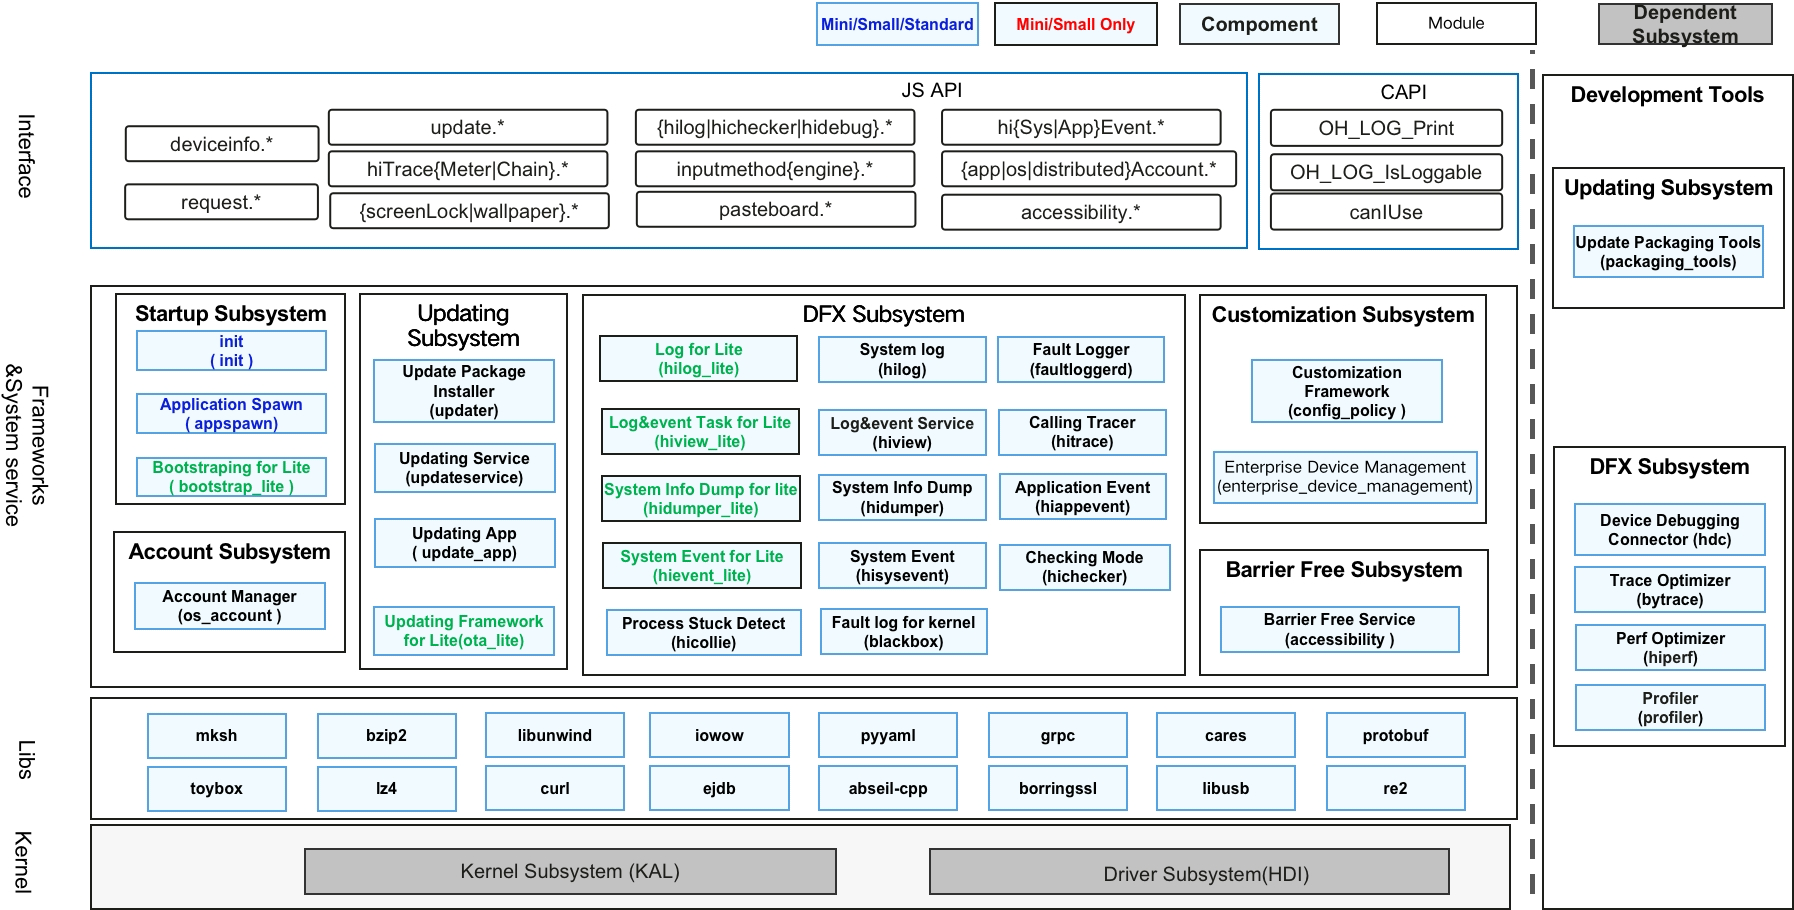 Mini/Small/Standard
Mini/Small Only
Compoment
Module
Dependent
Subsystem
Interface
JS API
deviceinfo.*
request.*
update.*
hiTrace{Meter|Chain}.*
{screenLock|wallpaper}.*
{hilog|hichecker|hidebug}.*
inputmethod{engine}.*
pasteboard.*
hi{Sys|App}Event.*
{app|os|distributed}Account.*
accessibility.*
CAPI
OH_LOG_Print
OH_LOG_IsLoggable
canIUse
Frameworks
&System service
Startup Subsystem
init
( init )
Application Spawn
( appspawn)
Bootstraping for Lite
( bootstrap_lite )
Account Subsystem
Account Manager
(os_account )
Updating
Subsystem
Update Package
Installer
(updater)
Updating Service
(updateservice)
Updating App
( update_app)
Updating Framework
for Lite(ota_lite)
DFX Subsystem
Log for Lite
(hilog_lite)
System log
(hilog)
Fault Logger
(faultloggerd)
Log&event Task for Lite
(hiview_lite)
Log&event Service
(hiview)
Calling Tracer
(hitrace)
System Info Dump for lite
(hidumper_lite)
System Info Dump
(hidumper)
Application Event
(hiappevent)
System Event for Lite
(hievent_lite)
System Event
(hisysevent)
Checking Mode
(hichecker)
Process Stuck Detect
(hicollie)
Fault log for kernel
(blackbox)
Customization Subsystem
Customization
Framework
(config_policy )
Enterprise Device Management
(enterprise_device_management)
Barrier Free Subsystem
Barrier Free Service
(accessibility )
Libs
mksh
bzip2
libunwind
iowow
pyyaml
grpc
cares
protobuf
toybox
lz4
curl
ejdb
abseil-cpp
borringssl
libusb
re2
Kernel
Kernel Subsystem (KAL)
Driver Subsystem(HDI)
Development Tools
Updating Subsystem
Update Packaging Tools
(packaging_tools)
DFX Subsystem
Device Debugging
Connector (hdc)
Trace Optimizer
(bytrace)
Perf Optimizer
(hiperf)
Profiler
(profiler)